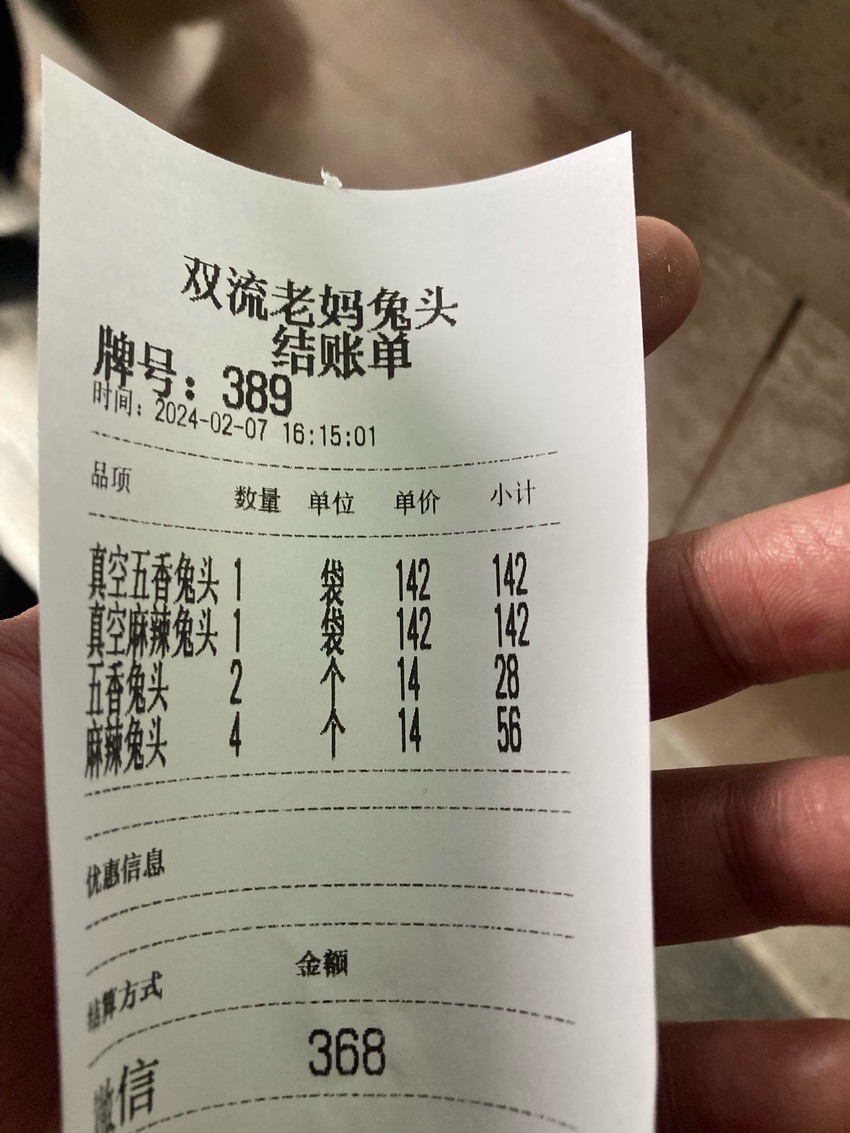 双流老妈兔头
结账单
牌号：389
时间：2024-02-07 16:15:01
品项 数量 单位 单价 小计
真空五香兔头 1 袋 142 142
真空麻辣兔头 1 袋 142 142
五香兔头 2 个 14 28
麻辣兔头 4 个 14 56
优惠信息
结算方式 金额
微信 368